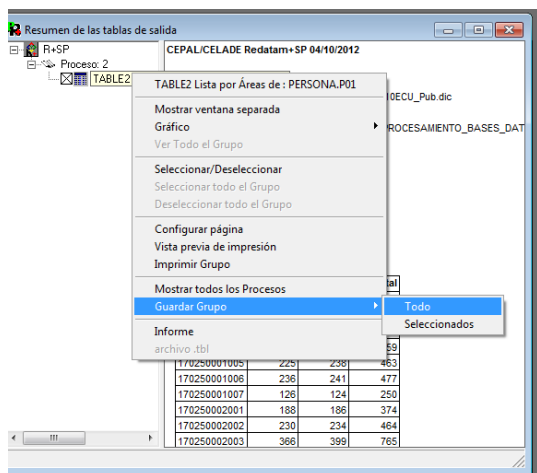 Resumen de las tablas de salida
R+SP
Proceso: 2
TABLE2
CEPAL/CELADE Redatam+SP 04/10/2012
10ECU_Pub.dic
PROCESAMIENTO_BASES_DAT
TABLE2 Lista por Áreas de : PERSONA.P01
Mostrar ventana separada
Gráfico
Ver Todo el Grupo
Seleccionar/Deseleccionar
Seleccionar todo el Grupo
Deseleccionar todo el Grupo
Configurar página
Vista previa de impresión
Imprimir Grupo
Mostrar todos los Procesos
Guardar Grupo
Informe
archivo .tbl
Todo
Seleccionados
tal
59
170250001005 225 238 463
170250001006 236 241 477
170250001007 126 124 250
170250002001 188 186 374
170250002002 230 234 464
170250002003 366 399 765